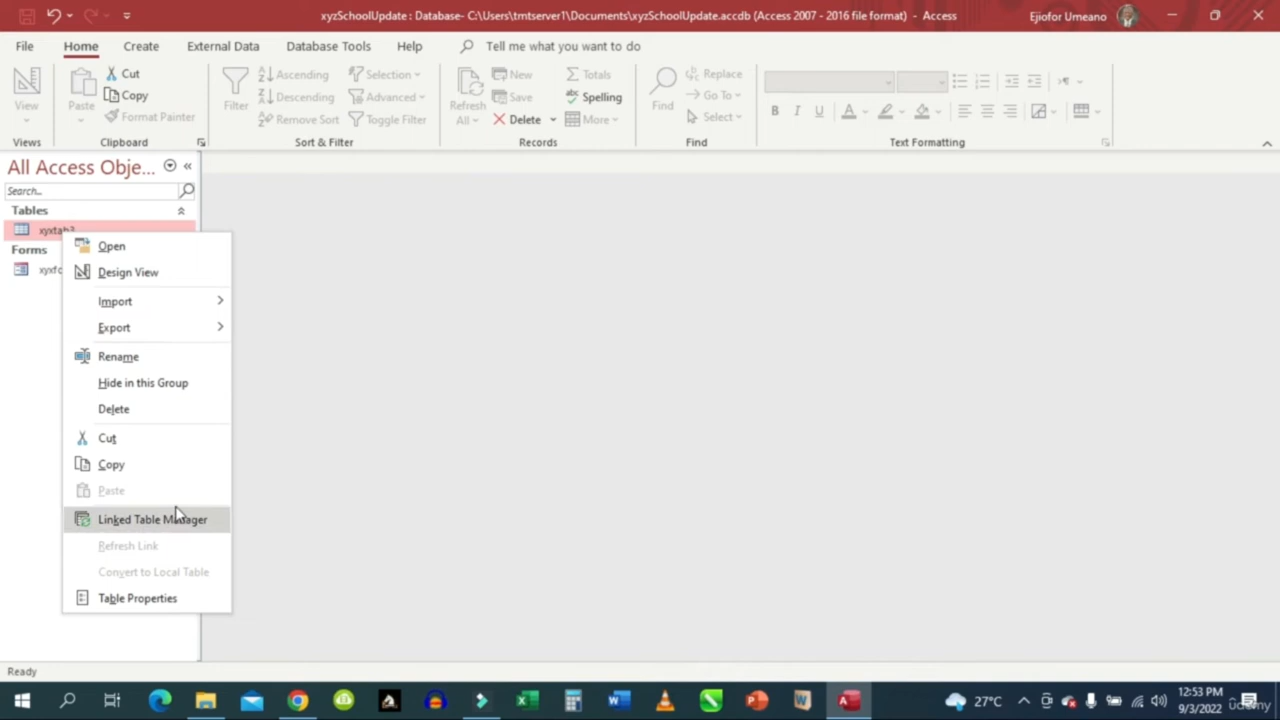 xyzSchoolUpdate : Database- C:\Users\tmtserver1\Documents\xyzSchoolUpdate.accdb (Access 2007 - 2016 file format) - Access
Ejiofor Umeano
File Home Create External Data Database Tools Help Tell me what you want to do
View
Views
Paste
Cut
Copy
Format Painter
Clipboard
Filter
Ascending
Descending
Remove Sort
Selection
Advanced
Toggle Filter
Sort & Filter
Refresh
All
New
Save
Delete
Totals
Spelling
More
Records
Find
Replace
Go To
Select
Find
B I U
Text Formatting
All Access Obje...
Search...
Tables
xyxtab3
Forms
xyxfo
Open
Design View
Import
Export
Rename
Hide in this Group
Delete
Cut
Copy
Paste
Linked Table Manager
Refresh Link
Convert to Local Table
Table Properties
Ready
27°C
12:53 PM
9/3/2022
udemy